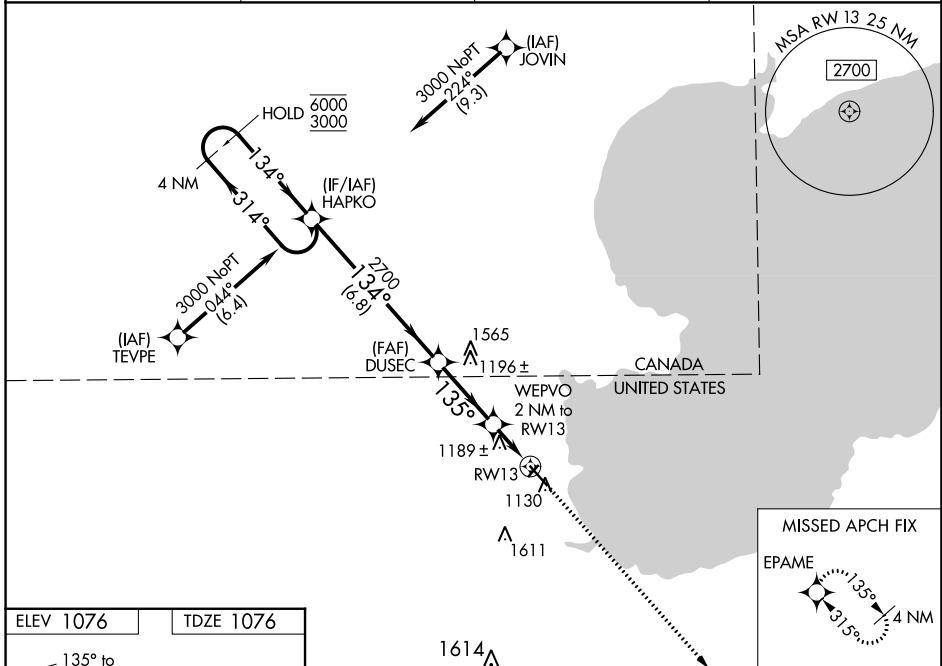 (IAF)
JOVIN
3000 NoPT
224°
(9.3)
MSA RW 13 25 NM
2700
HOLD
6000
3000
134°
4 NM
314°
(IF/IAF)
HAPKO
3000 NoPT
044°
(6.4)
(IAF)
TEVPE
2700
134°
(6.8)
(FAF)
DUSEC
1565
1196 ±
CANADA
UNITED STATES
135°
WEPVO
2 NM to
RW13
1189 ±
RW13
1130
1611
MISSED APCH FIX
EPAME
135°
315°
4 NM
ELEV 1076
TDZE 1076
135° to
1614